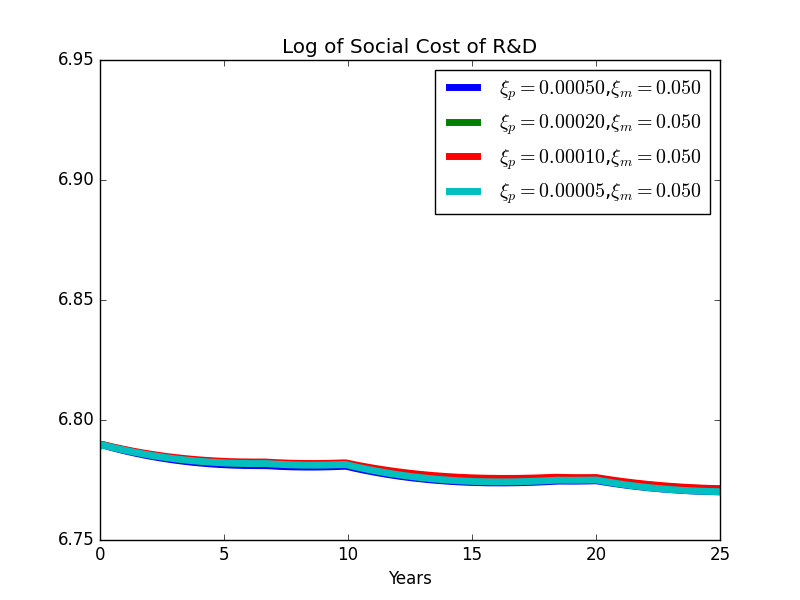 Log of Social Cost of R&D
6.95
6.90
6.85
6.80
6.75
ξₚ = 0.00050,ξₘ = 0.050
ξₚ = 0.00020,ξₘ = 0.050
ξₚ = 0.00010,ξₘ = 0.050
ξₚ = 0.00005,ξₘ = 0.050
0 5 10 15 20 25
Years